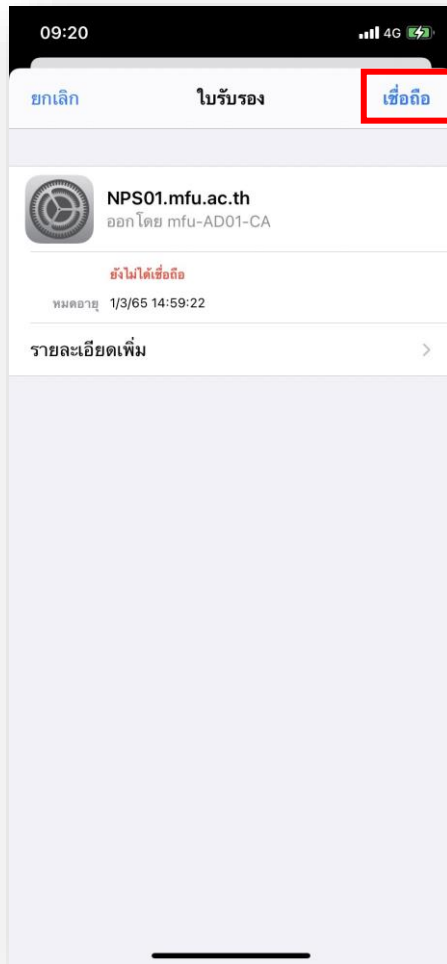 09:20 4G
ยกเลิก ใบรับรอง เชื่อถือ
NPS01.mfu.ac.th
ออกโดย mfu-AD01-CA
ยังไม่ได้เชื่อถือ
หมดอายุ 1/3/65 14:59:22
รายละเอียดเพิ่ม